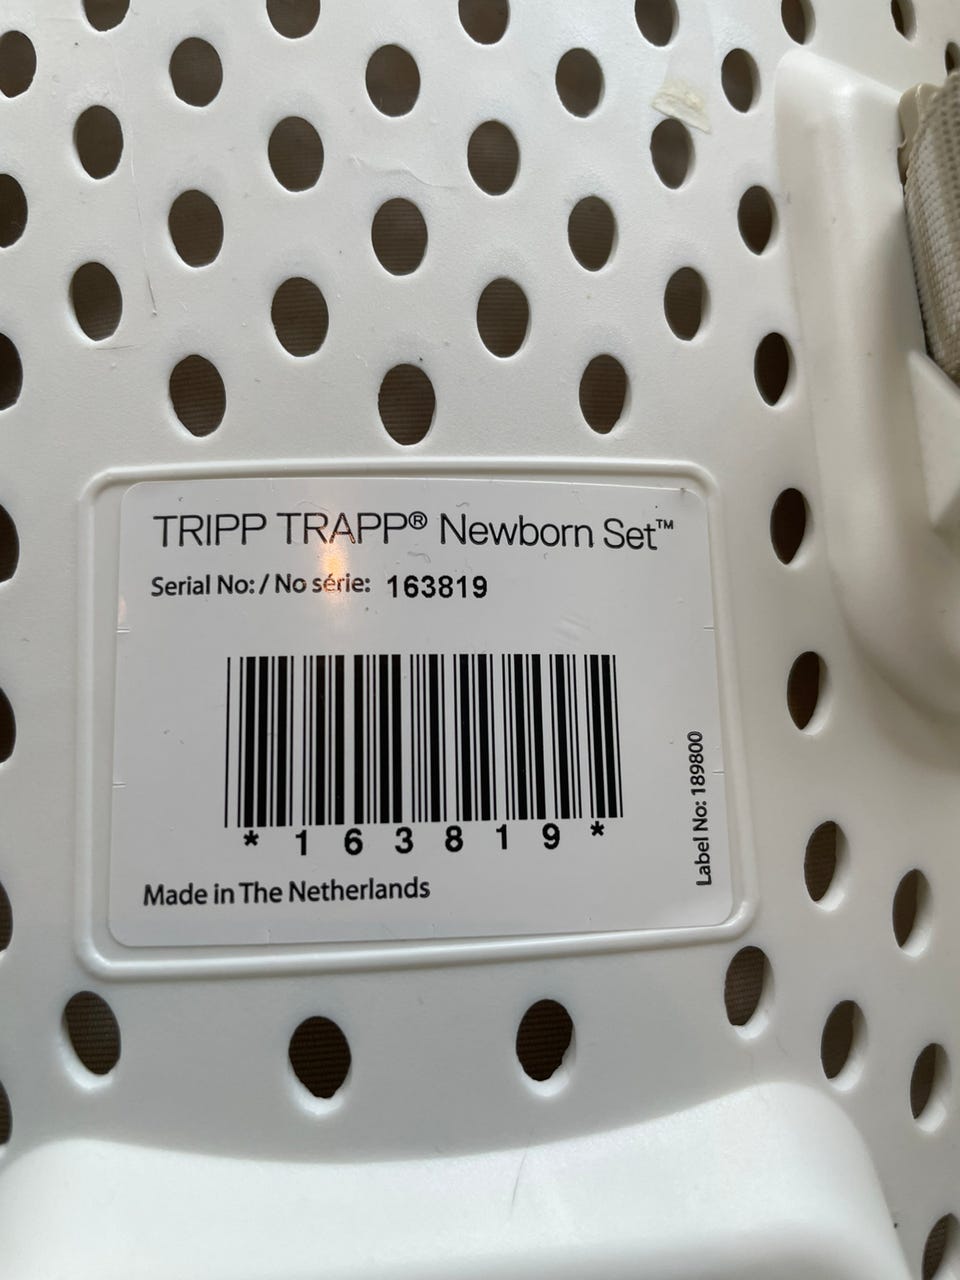 TRIPP TRAPP® Newborn Set™
Serial No: / No série: 163819
* 1 6 3 8 1 9 *
Made in The Netherlands
Label No: 189800